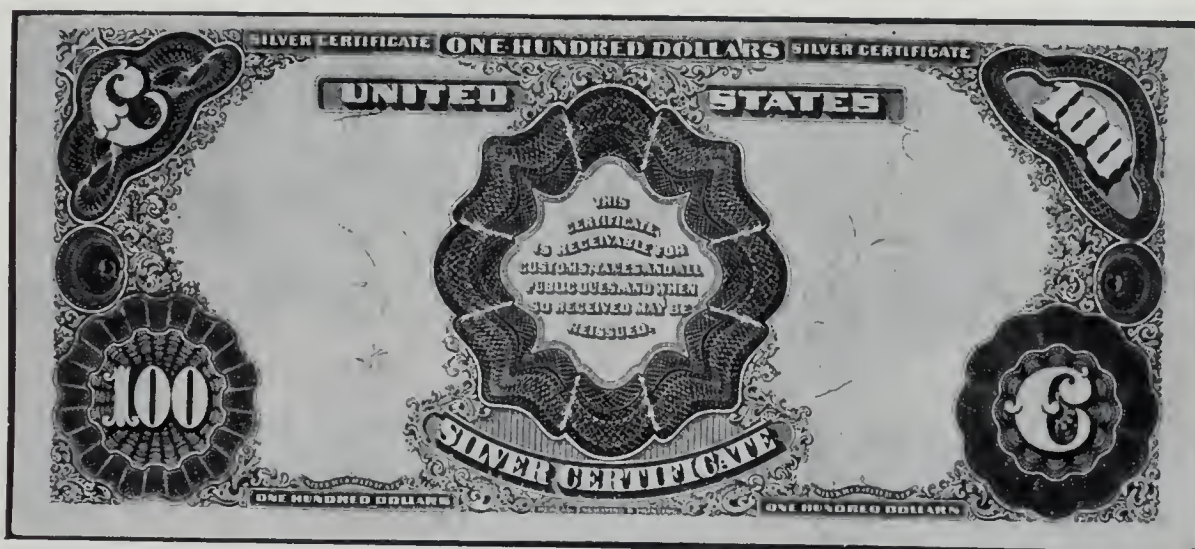 SILVER CERTIFICATE ONE HUNDRED DOLLARS SILVER CERTIFICATE
UNITED STATES
C
100
THIS
CERTIFICATE
IS RECEIVABLE FOR
CUSTOMS, TAXES AND ALL
PUBLIC DUES, AND WHEN
SO RECEIVED MAY BE
REISSUED.
100
C
SILVER CERTIFICATE
ONE HUNDRED DOLLARS
ONE HUNDRED DOLLARS